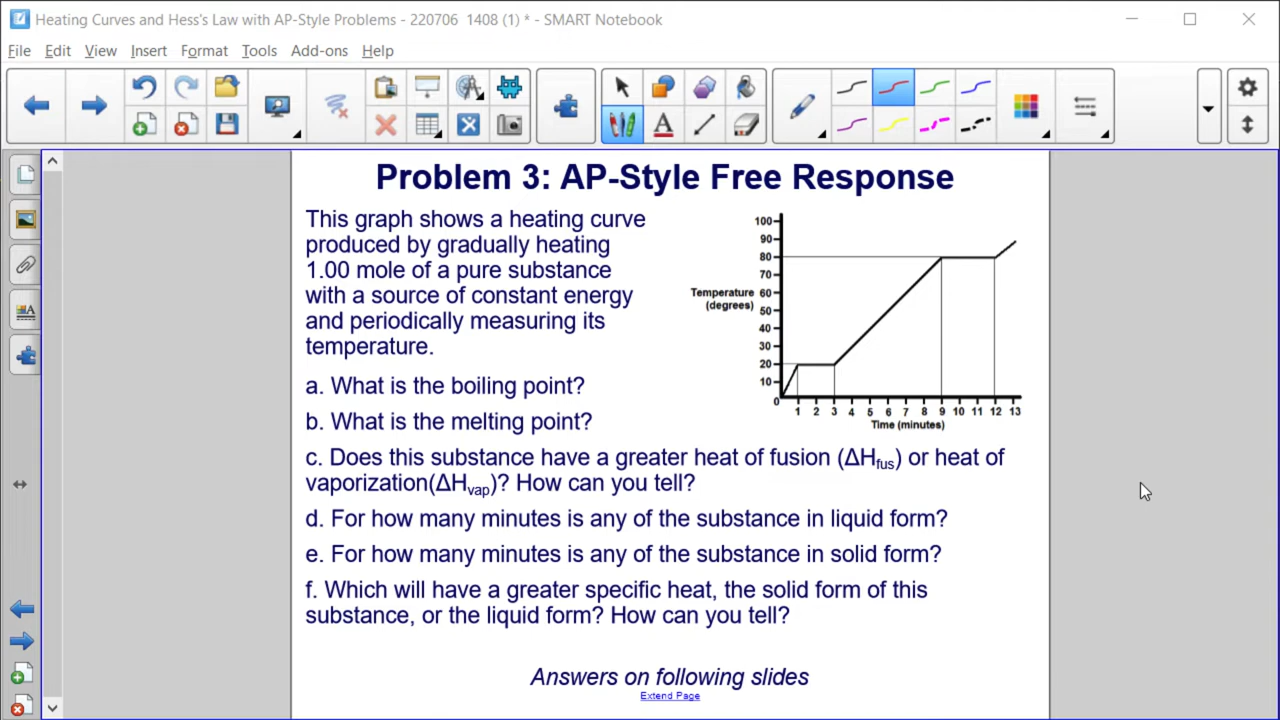 Heating Curves and Hess's Law with AP-Style Problems - 220706 1408 (1) * - SMART Notebook
File Edit View Insert Format Tools Add-ons Help
Problem 3: AP-Style Free Response
This graph shows a heating curve
produced by gradually heating
1.00 mole of a pure substance
with a source of constant energy
and periodically measuring its
temperature.
100
90
80
70
Temperature 60
(degrees) 50
40
30
20
10
0
1 2 3 4 5 6 7 8 9 10 11 12 13
Time (minutes)
a. What is the boiling point?
b. What is the melting point?
c. Does this substance have a greater heat of fusion (ΔHfus) or heat of
vaporization(ΔHvap)? How can you tell?
d. For how many minutes is any of the substance in liquid form?
e. For how many minutes is any of the substance in solid form?
f. Which will have a greater specific heat, the solid form of this
substance, or the liquid form? How can you tell?
Answers on following slides
Extend Page